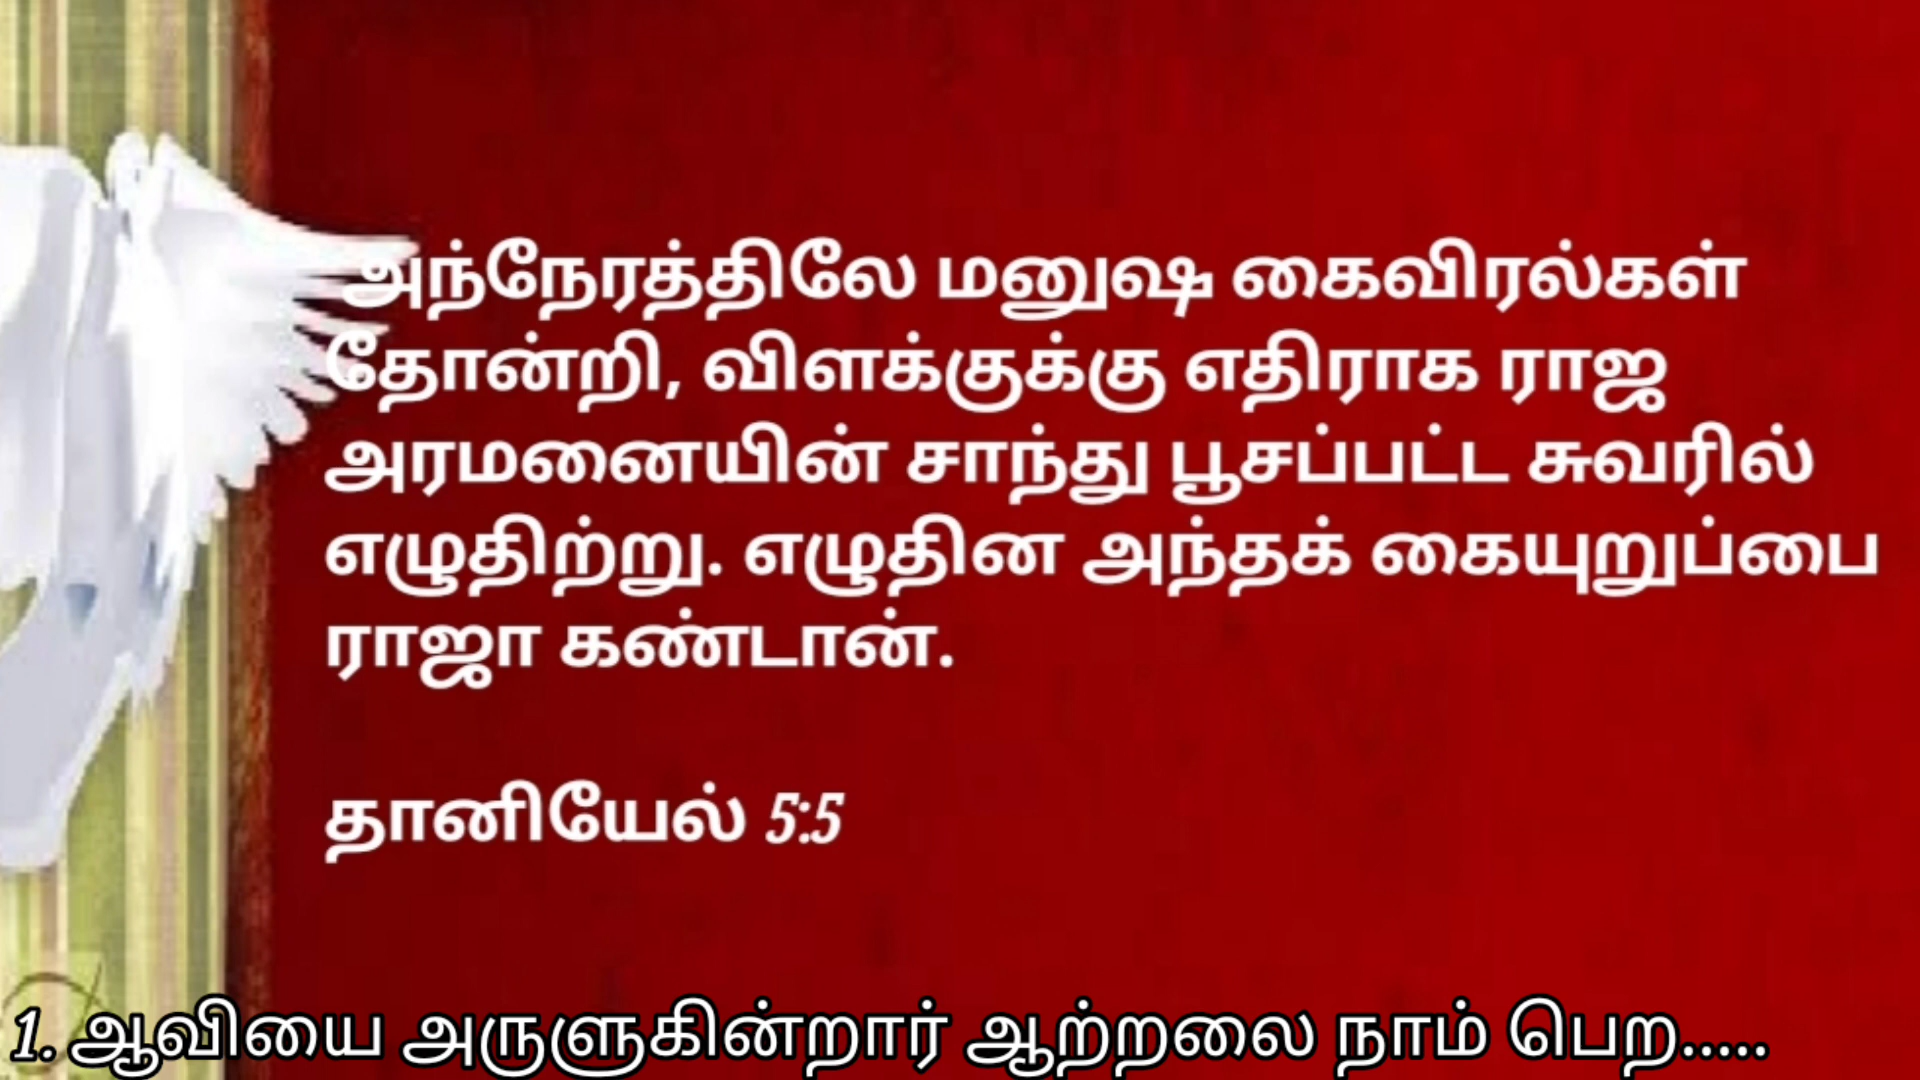 அந்நேரத்திலே மனுஷ கைவிரல்கள்
தோன்றி, விளக்குக்கு எதிராக ராஜ
அரமனையின் சாந்து பூசப்பட்ட சுவரில்
எழுதிற்று. எழுதின அந்தக் கையுறுப்பை
ராஜா கண்டான்.
தானியேல் 5:5
1. ஆவியை அருளுகின்றார் ஆற்றலை நாம் பெற.....